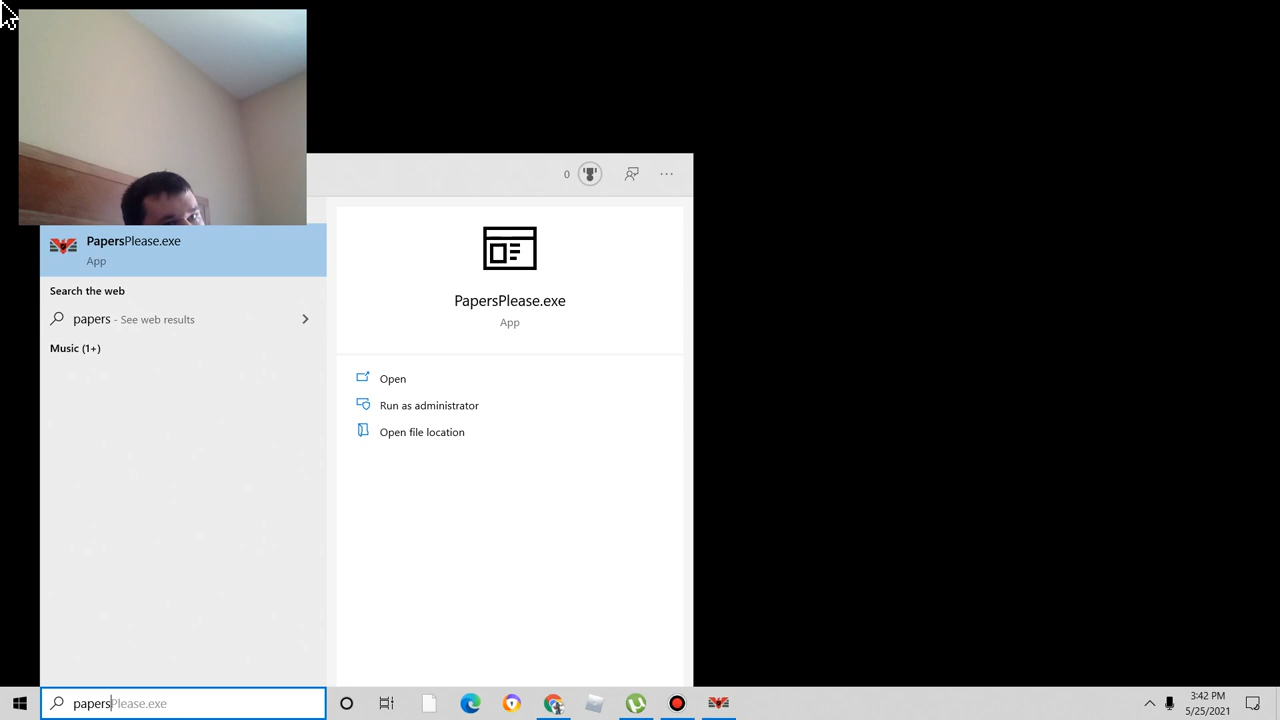 0
PapersPlease.exe
App
Search the web
papers - See web results
Music (1+)
PapersPlease.exe
App
Open
Run as administrator
Open file location
papersPlease.exe
3:42 PM
5/25/2021